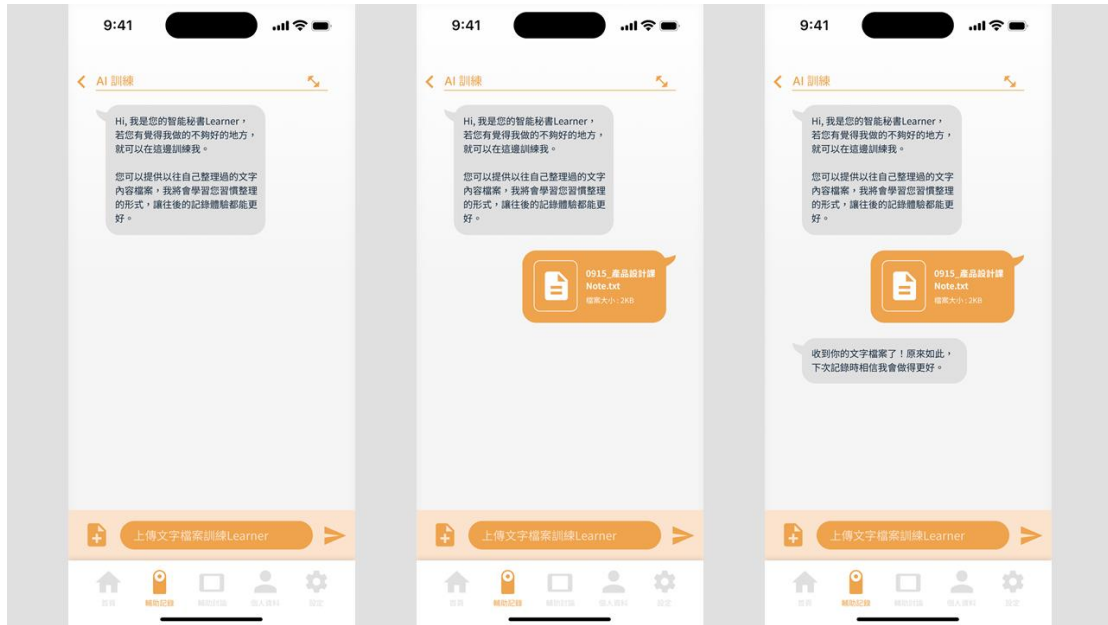 9:41
AI 訓練
Hi, 我是您的智能秘書Learner，
若您有覺得我做的不夠好的地方，
就可以在這邊訓練我。
您可以提供以往自己整理過的文字
內容檔案，我將會學習您習慣整理
的形式，讓往後的記錄體驗都能更
好。
上傳文字檔案訓練Learner
首頁
輔助記錄
輔助討論
個人資料
設定
9:41
AI 訓練
Hi, 我是您的智能秘書Learner，
若您有覺得我做的不夠好的地方，
就可以在這邊訓練我。
您可以提供以往自己整理過的文字
內容檔案，我將會學習您習慣整理
的形式，讓往後的記錄體驗都能更
好。
0915_產品設計課
Note.txt
檔案大小 : 2KB
上傳文字檔案訓練Learner
首頁
輔助記錄
輔助討論
個人資料
設定
9:41
AI 訓練
Hi, 我是您的智能秘書Learner，
若您有覺得我做的不夠好的地方，
就可以在這邊訓練我。
您可以提供以往自己整理過的文字
內容檔案，我將會學習您習慣整理
的形式，讓往後的記錄體驗都能更
好。
0915_產品設計課
Note.txt
檔案大小 : 2KB
收到你的文字檔案了！原來如此，
下次記錄時相信我會做得更好。
上傳文字檔案訓練Learner
首頁
輔助記錄
輔助討論
個人資料
設定